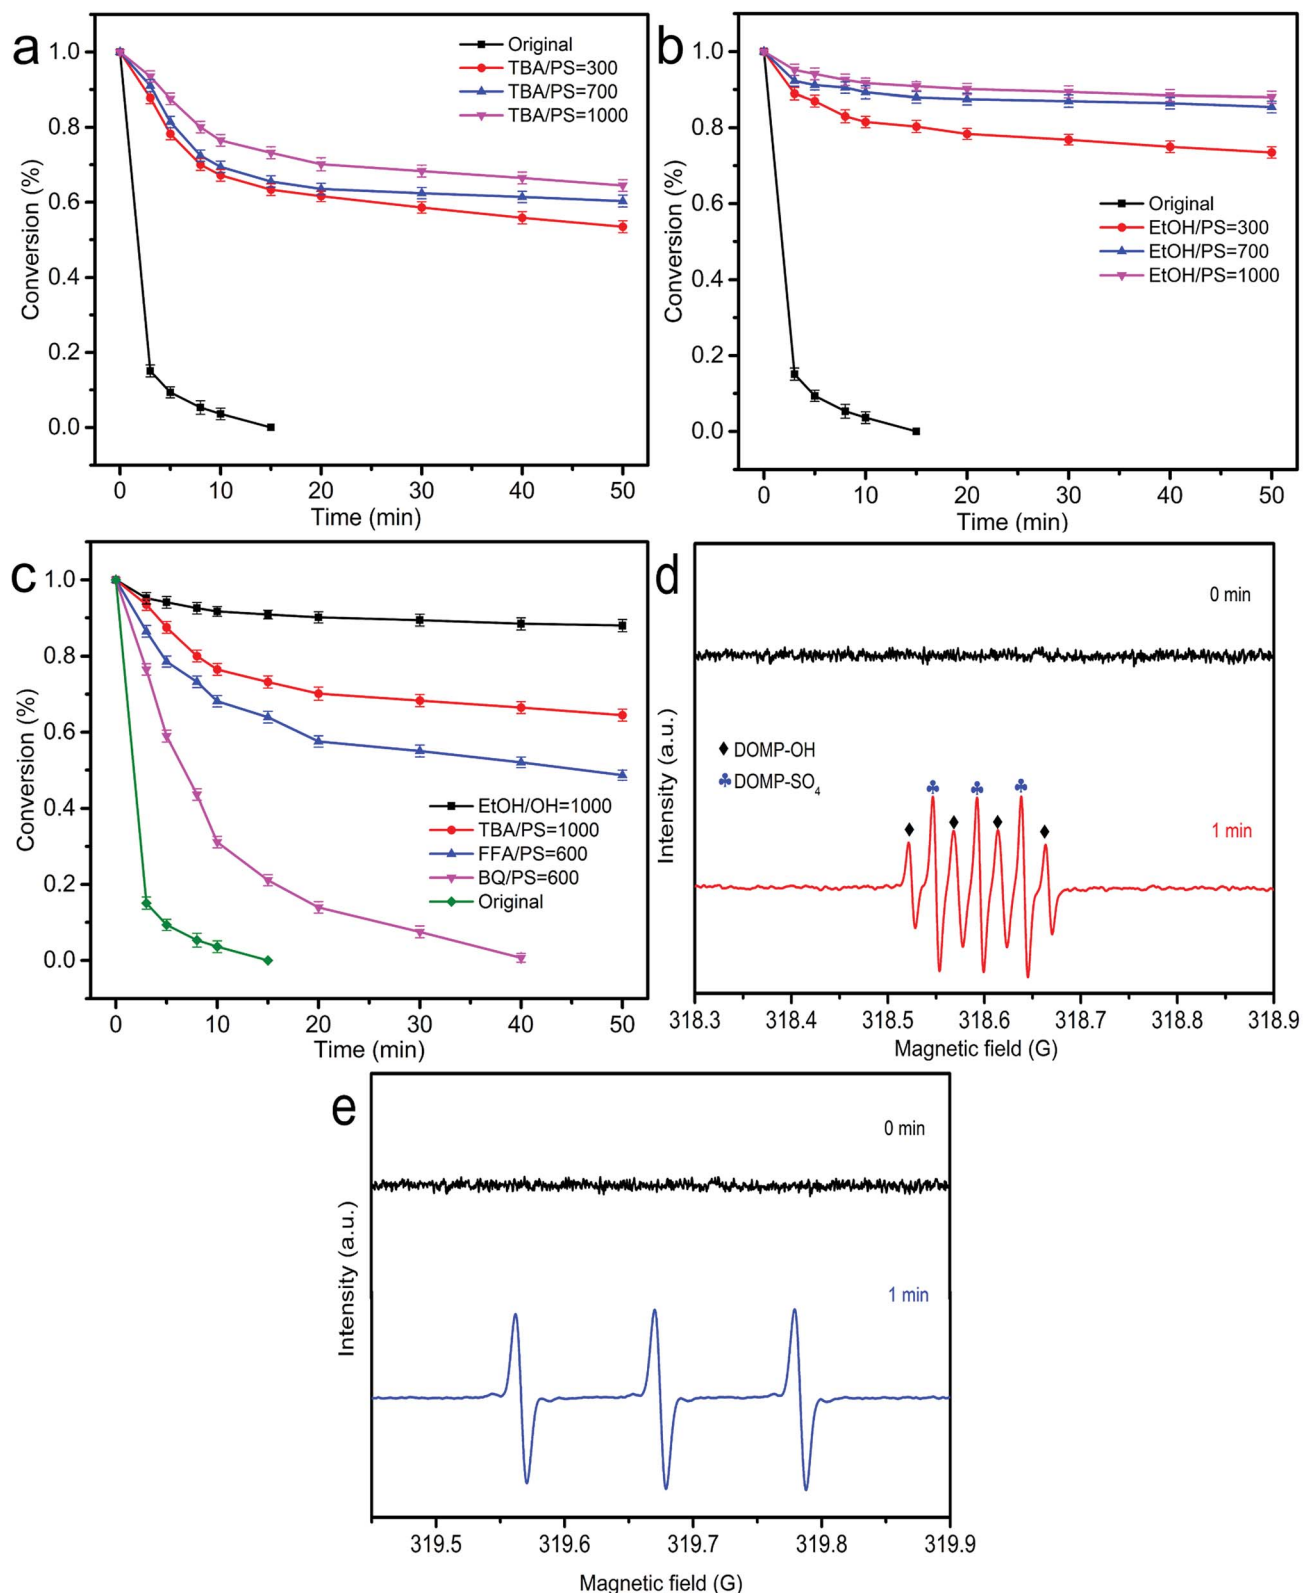 a
Original
TBA/PS=300
TBA/PS=700
TBA/PS=1000
Conversion (%)
1.0
0.8
0.6
0.4
0.2
0.0
0 10 20 30 40 50
Time (min)
b
Original
EtOH/PS=300
EtOH/PS=700
EtOH/PS=1000
Conversion (%)
1.0
0.8
0.6
0.4
0.2
0.0
0 10 20 30 40 50
Time (min)
c
EtOH/OH=1000
TBA/PS=1000
FFA/PS=600
BQ/PS=600
Original
Conversion (%)
1.0
0.8
0.6
0.4
0.2
0.0
0 10 20 30 40 50
Time (min)
d
0 min
♦ DOMP-OH
♣ DOMP-SO₄
1 min
Intensity (a.u.)
318.3 318.4 318.5 318.6 318.7 318.8 318.9
Magnetic field (G)
e
0 min
1 min
Intensity (a.u.)
319.5 319.6 319.7 319.8 319.9
Magnetic field (G)